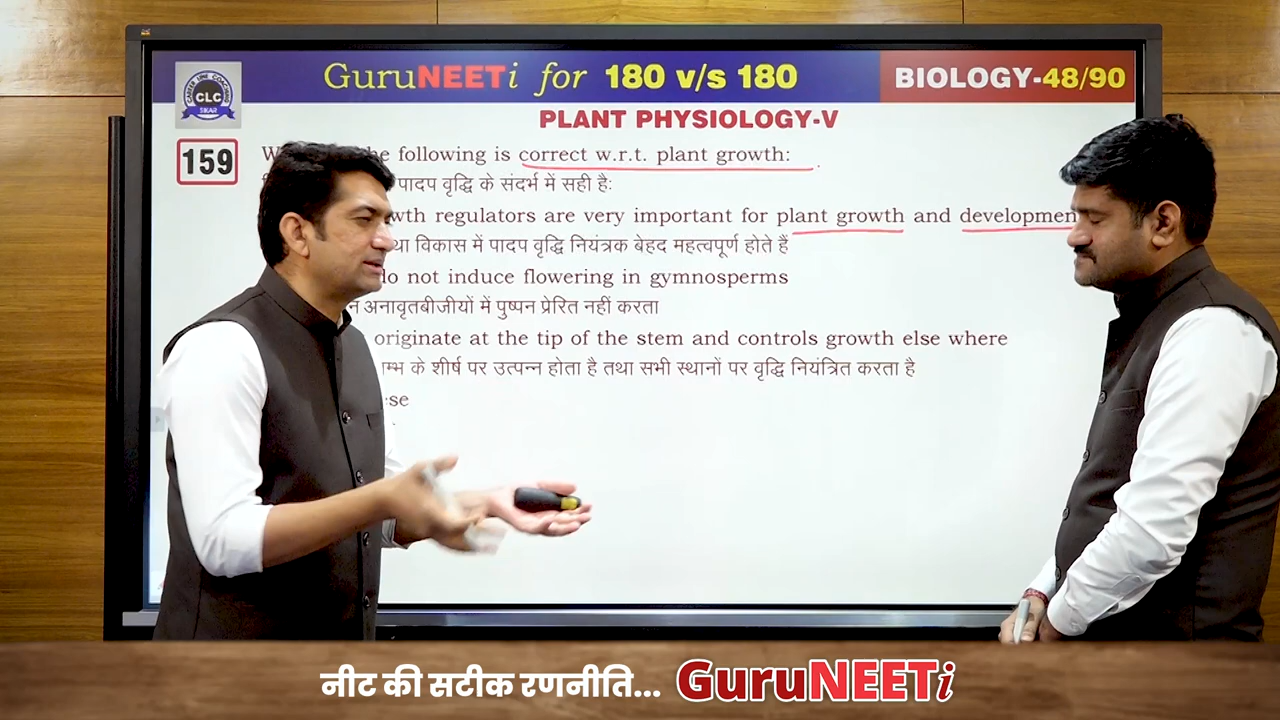 GuruNEETi for 180 v/s 180
BIOLOGY-48/90
CLC
SIKAR
PLANT PHYSIOLOGY-V
159
the following is correct w.r.t. plant growth:
पादप वृद्धि के संदर्भ में सही है:
regulators are very important for plant growth and
विकास में पादप वृद्धि नियंत्रक बेहद महत्वपूर्ण होते हैं
do not induce flowering in gymnosperms
अनावृतबीजीयों में पुष्पन प्रेरित नहीं करता
originate at the tip of the stem and controls growth else where
के शीर्ष पर उत्पन्न होता है तथा सभी स्थानों पर वृद्धि नियंत्रित करता है
नीट की सटीक रणनीति... GuruNEETi